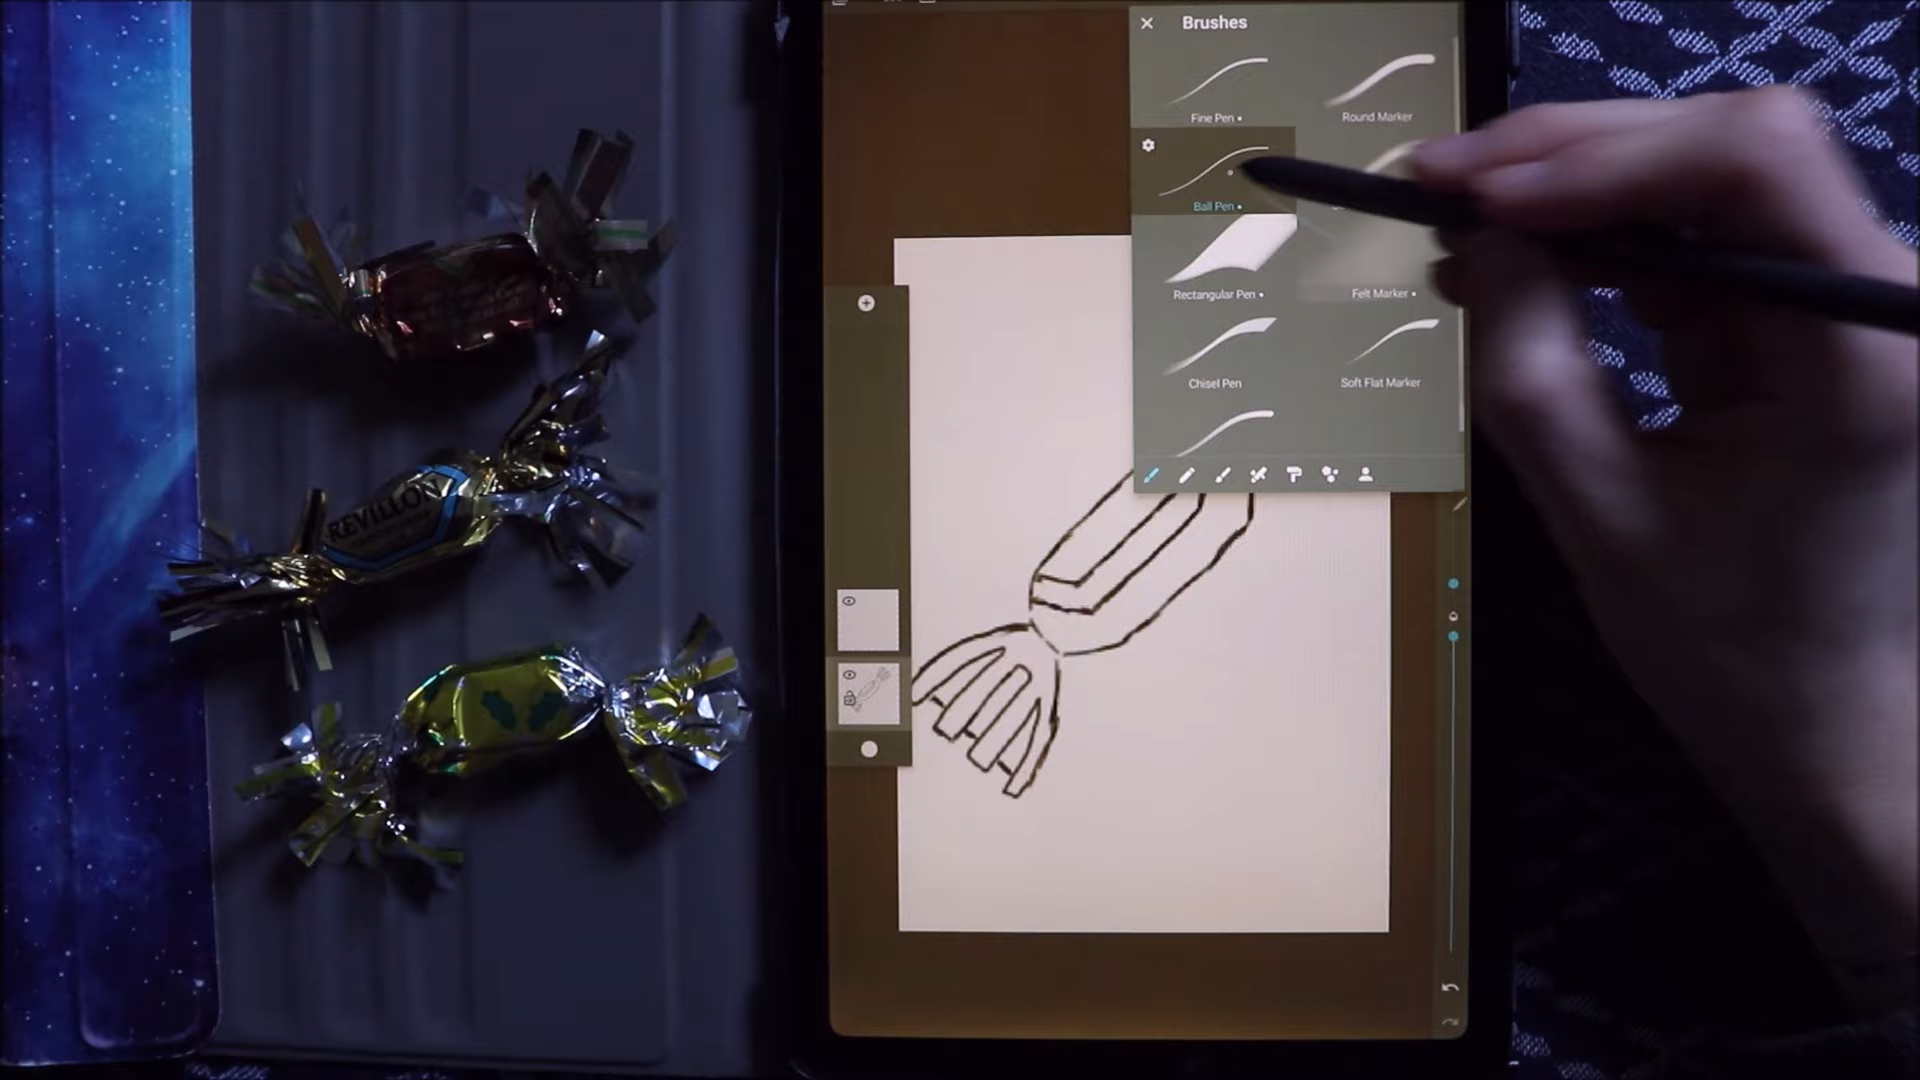 Brushes
Fine Pen •
Round Marker
Ball Pen •
Rectangular Pen •
Felt Marker •
Chisel Pen
Soft Flat Marker
REVILLON